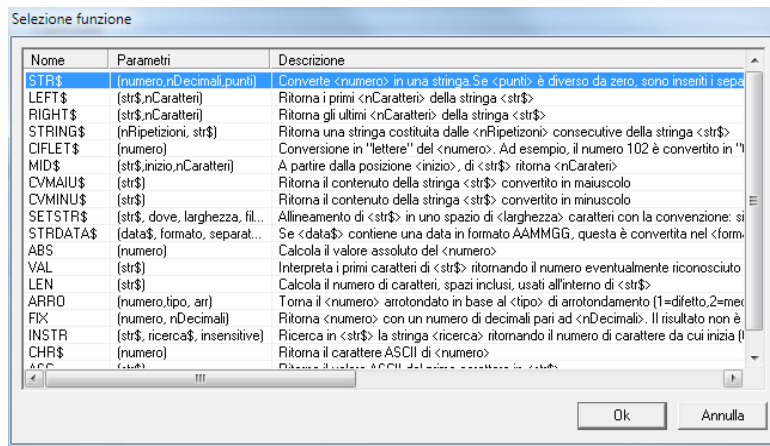 Selezione funzione
Nome Parametri Descrizione
STR$ (numero,nDecimali,punti) Converte <numero> in una stringa.Se <punti> è diverso da zero, sono inseriti i sepa
LEFT$ (str$,nCaratteri) Ritorna i primi <nCaratteri> della stringa <str$>
RIGHT$ (str$,nCaratteri) Ritorna gli ultimi <nCaratteri> della stringa <str$>
STRING$ (nRipetizioni, str$) Ritorna una stringa costituita dalle <nRipetizoni> consecutive della stringa <str$>
CIFLET$ (numero) Conversione in "lettere" del <numero>. Ad esempio, il numero 102 è convertito in "
MID$ (str$,inizio,nCaratteri) A partire dalla posizione <inizio>, di <str$> ritorna <nCarateri>
CVMAIU$ (str$) Ritorna il contenuto della stringa <str$> convertito in maiuscolo
CVMINU$ (str$) Ritorna il contenuto della stringa <str$> convertito in minuscolo
SETSTR$ (str$, dove, larghezza, fil... Allineamento di <str$> in uno spazio di <larghezza> caratteri con la convenzione: si
STRDATA$ (data$, formato, separat... Se <data$> contiene una data in formato AAMMGG, questa è convertita nel <form
ABS (numero) Calcola il valore assoluto del <numero>
VAL (str$) Interpreta i primi caratteri di <str$> ritornando il numero eventualmente riconosciuto
LEN (str$) Calcola il numero di caratteri, spazi inclusi, usati all'interno di <str$>
ARRO (numero,tipo, arr) Torna il <numero> arrotondato in base al <tipo> di arrotondamento (1=difetto,2=med
FIX (numero, nDecimali) Ritorna <numero> con un numero di decimali pari ad <nDecimali>. Il risultato non è
INSTR (str$, ricerca$, insensitive) Ricerca in <str$> la stringa <ricerca> ritornando il numero di carattere da cui inizia (
CHR$ (numero) Ritorna il carattere ASCII di <numero>
ASC (str$) Ritorna il valore ASCII del primo carattere in <str$>
Ok Annulla